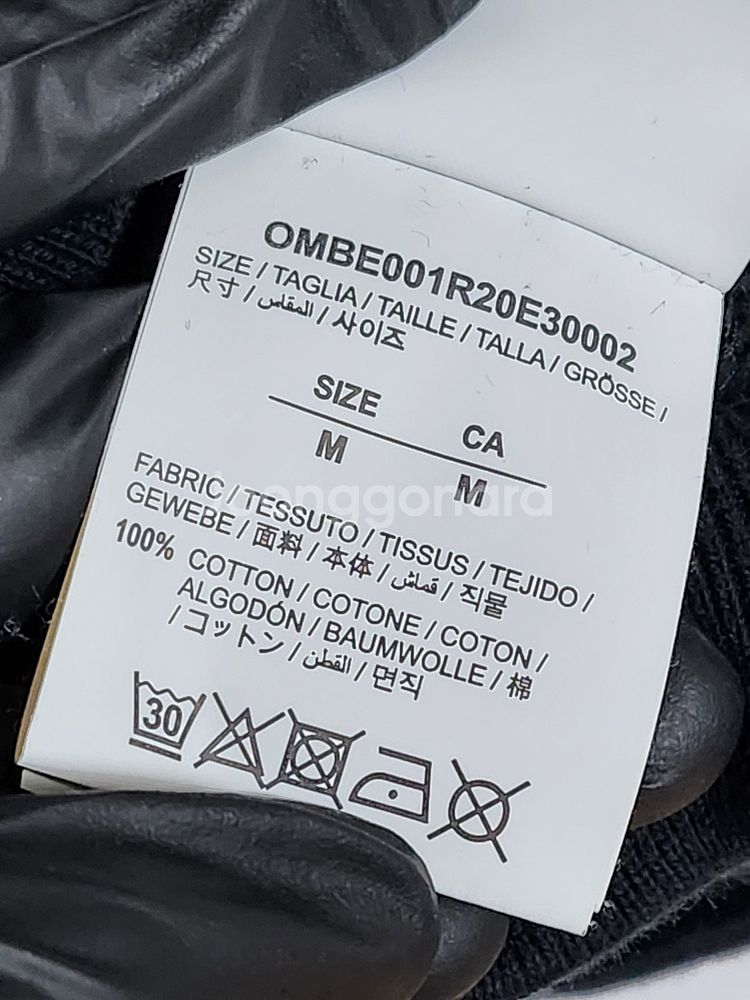 OMBE001R20E30002
SIZE / TAGLIA / TAILLE / TALLA / GRÖSSE /
尺寸 / المقاس / 사이즈
SIZE CA
M M
FABRIC / TESSUTO / TISSUS / TEJIDO /
GEWEBE / 面料 / 本体 / قماش / 직물
100% COTTON / COTONE / COTON /
ALGODÓN / BAUMWOLLE / 棉
/ コットン / القطن / 면직
30